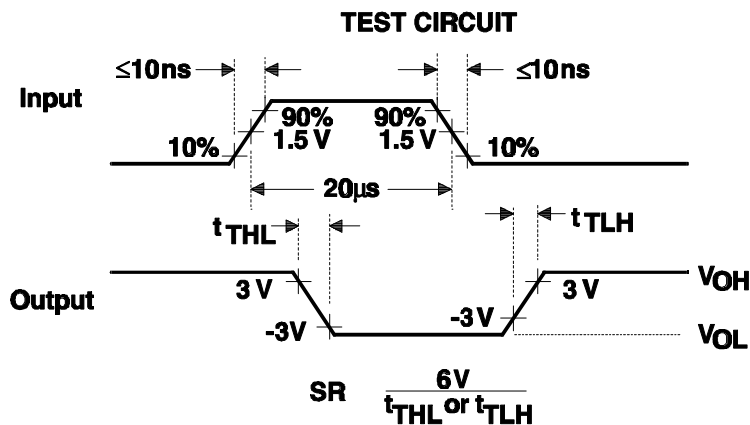 TEST CIRCUIT
≤10ns ≤10ns
Input
90% 90%
1.5 V 1.5 V
10% 10%
20µs
tTHL tTLH
Output
3 V 3 V
VOH
-3V -3V
VOL
SR 6V
tTHL or tTLH